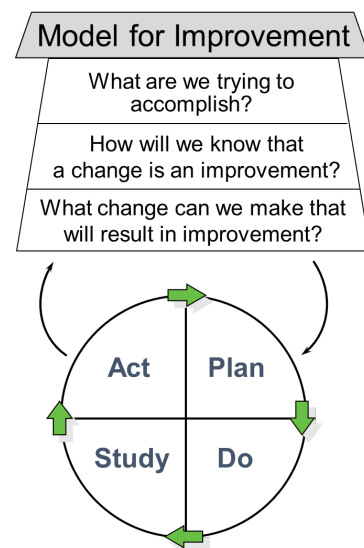 Model for Improvement
What are we trying to
accomplish?
How will we know that
a change is an improvement?
What change can we make that
will result in improvement?
Act
Plan
Study
Do